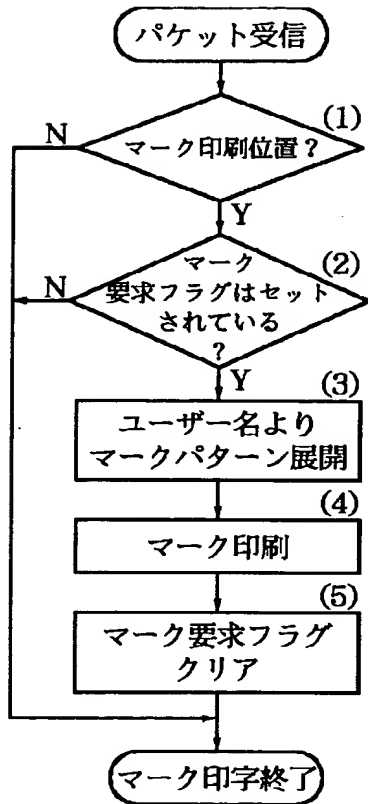 パケット受信
(1)
N
マーク印刷位置?
Y
(2)
マーク
N
要求フラグはセット
されている
?
Y
(3)
ユーザー名より
マークパターン展開
(4)
マーク印刷
(5)
マーク要求フラグ
クリア
マーク印字終了